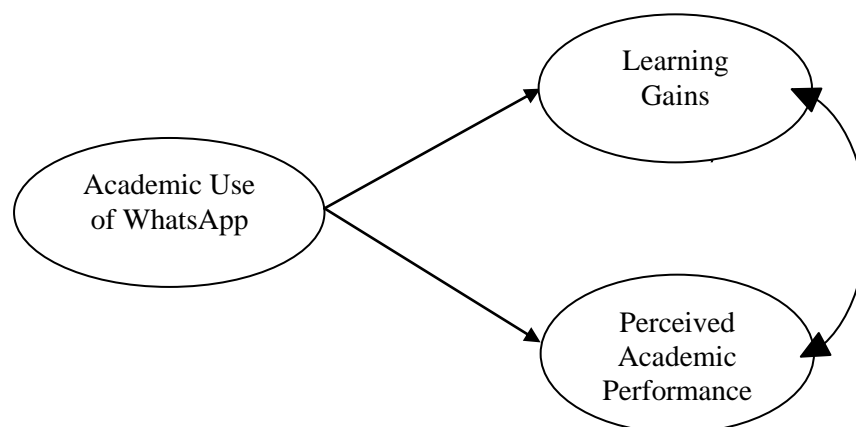 Learning
Gains
Academic Use
of WhatsApp
Perceived
Academic
Performance